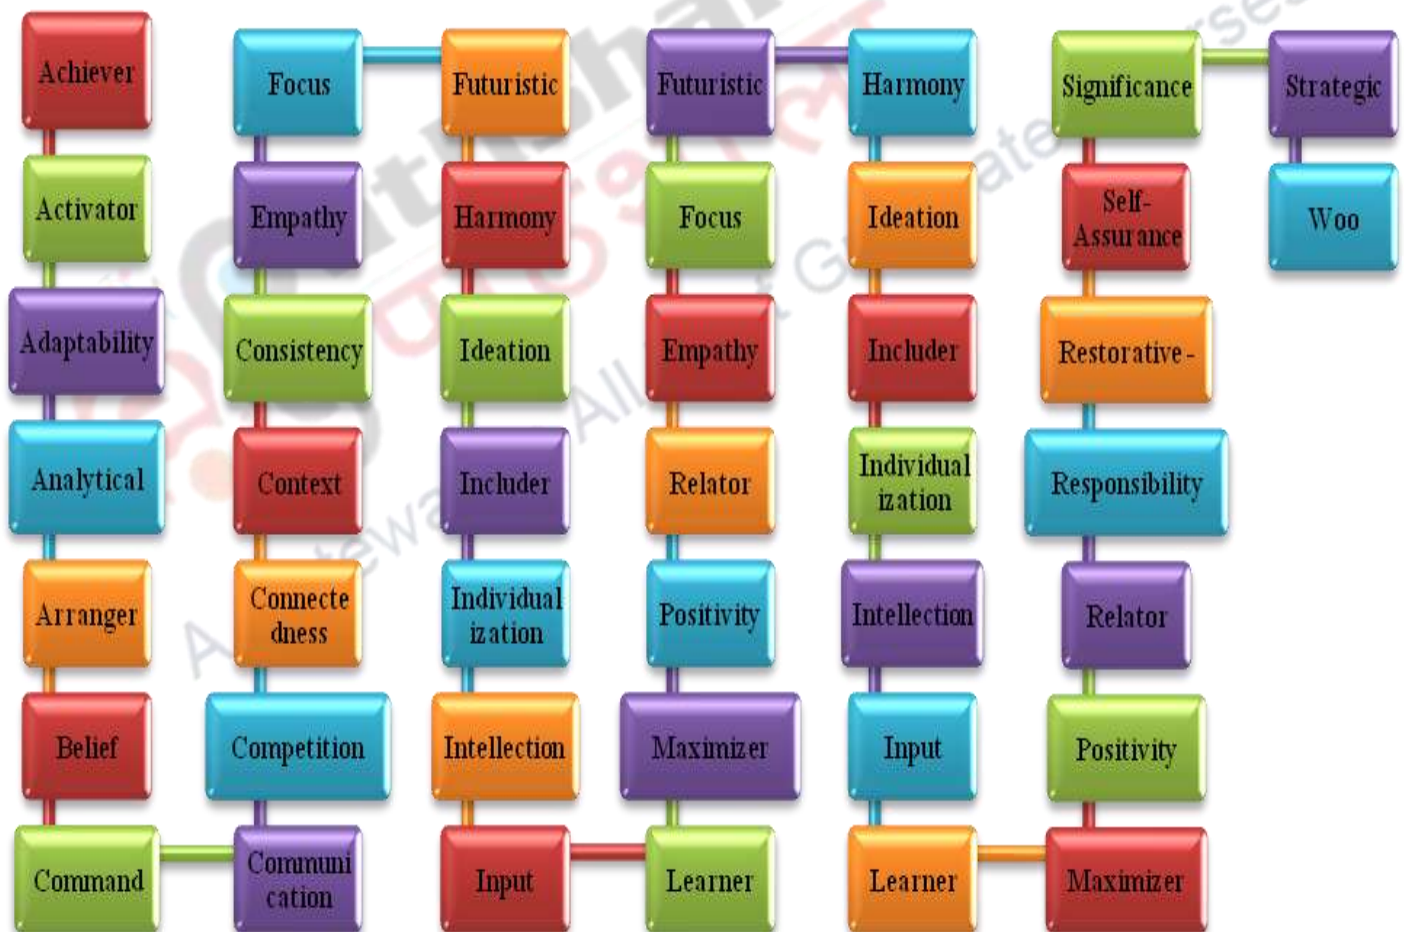 Achiever
Activator
Adaptability
Analytical
Arranger
Belief
Command
Communi
cation
Competition
Connecte
dness
Context
Consistency
Empathy
Focus
Futuristic
Harmony
Ideation
Includer
Individual
ization
Intellection
Input
Learner
Maximizer
Positivity
Relator
Empathy
Focus
Futuristic
Harmony
Ideation
Includer
Individual
ization
Intellection
Input
Learner
Maximizer
Positivity
Relator
Responsibility
Restorative-
Self-
Assurance
Significance
Strategic
Woo